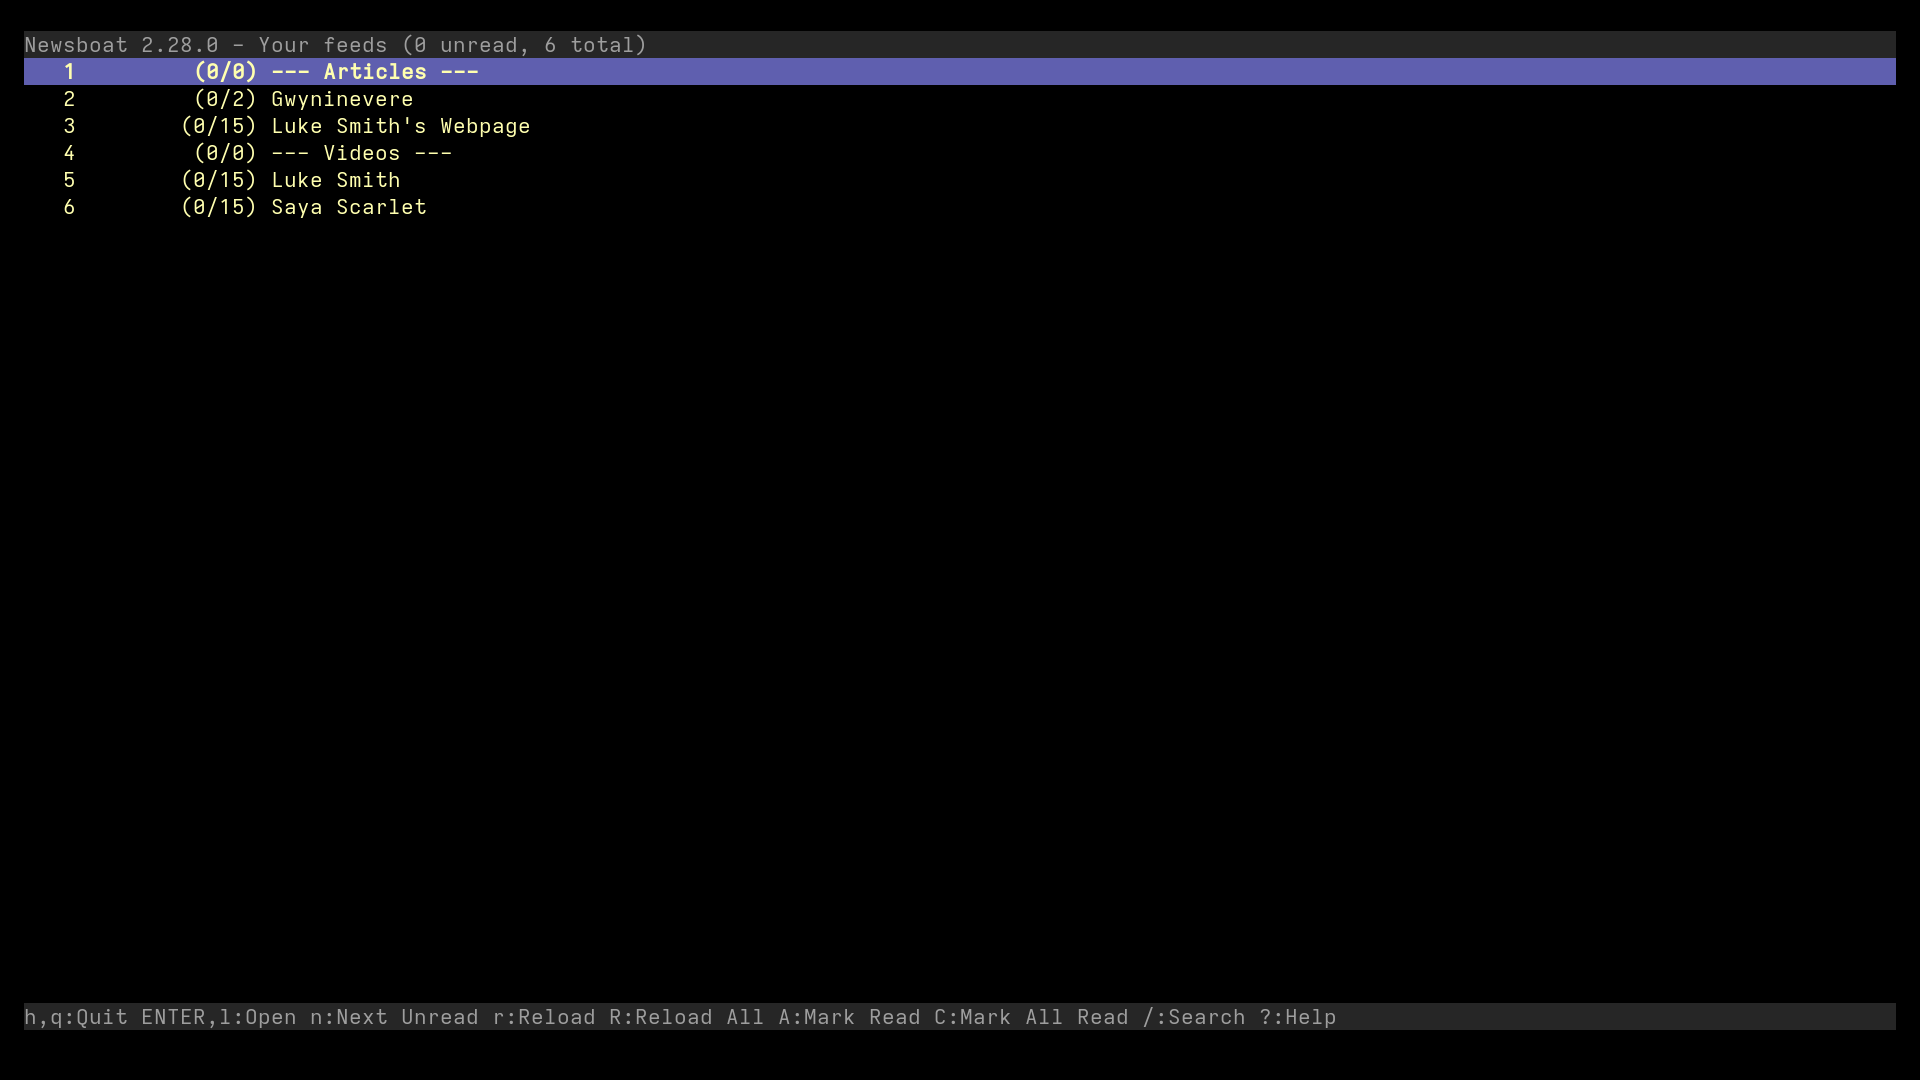 Newsboat 2.28.0 - Your feeds (0 unread, 6 total)
1 (0/0) --- Articles ---
2 (0/2) Gwyninevere
3 (0/15) Luke Smith's Webpage
4 (0/0) --- Videos ---
5 (0/15) Luke Smith
6 (0/15) Saya Scarlet
h,q:Quit ENTER,l:Open n:Next Unread r:Reload R:Reload All A:Mark Read C:Mark All Read /:Search ?:Help